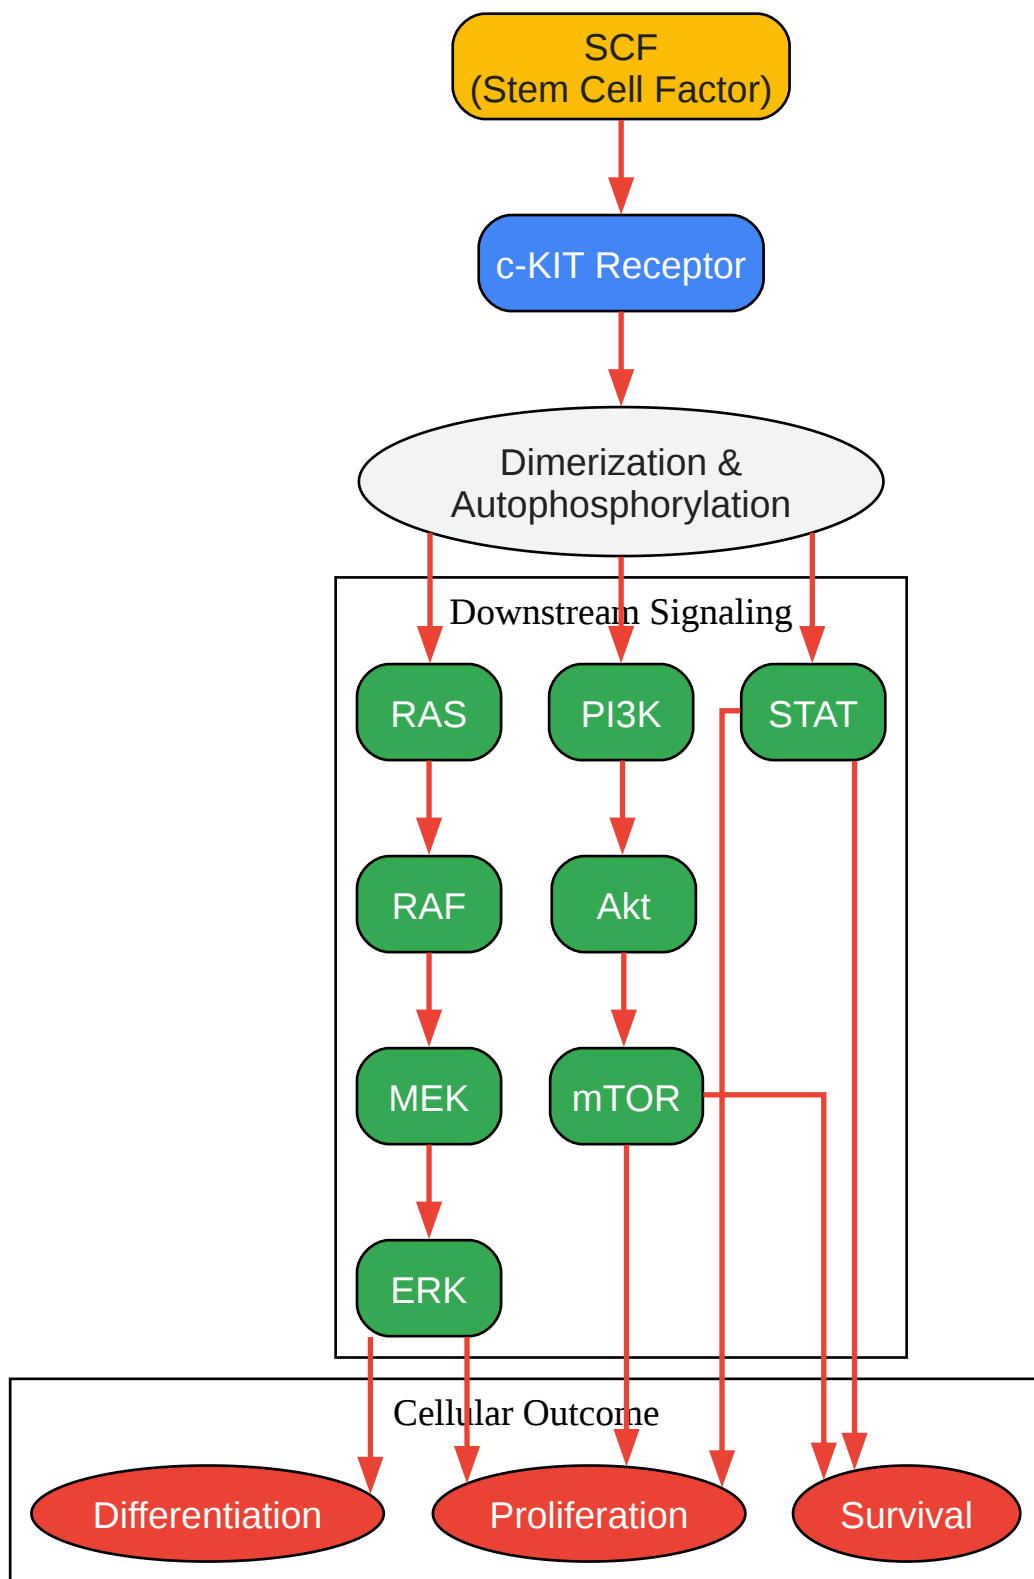 SCF
(Stem Cell Factor)
c-KIT Receptor
Dimerization &
Autophosphorylation
Downstream Signaling
RAS
PI3K
STAT
RAF
Akt
MEK
mTOR
ERK
Cellular Outcome
Differentiation
Proliferation
Survival